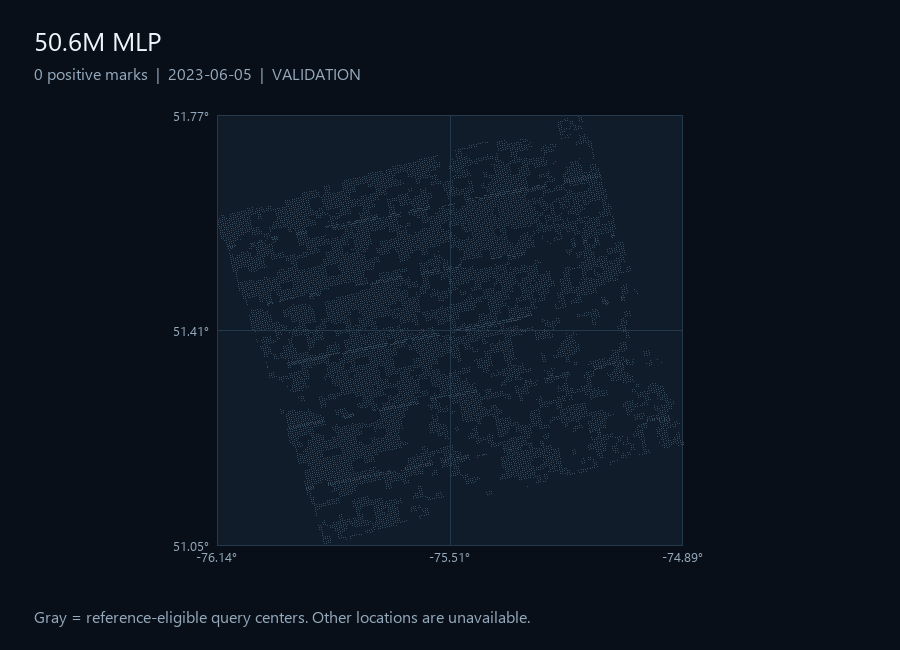 50.6M MLP
0 positive marks | 2023-06-05 | VALIDATION
51.77°
51.41°
51.05°
-76.14°
-75.51°
-74.89°
Gray = reference-eligible query centers. Other locations are unavailable.